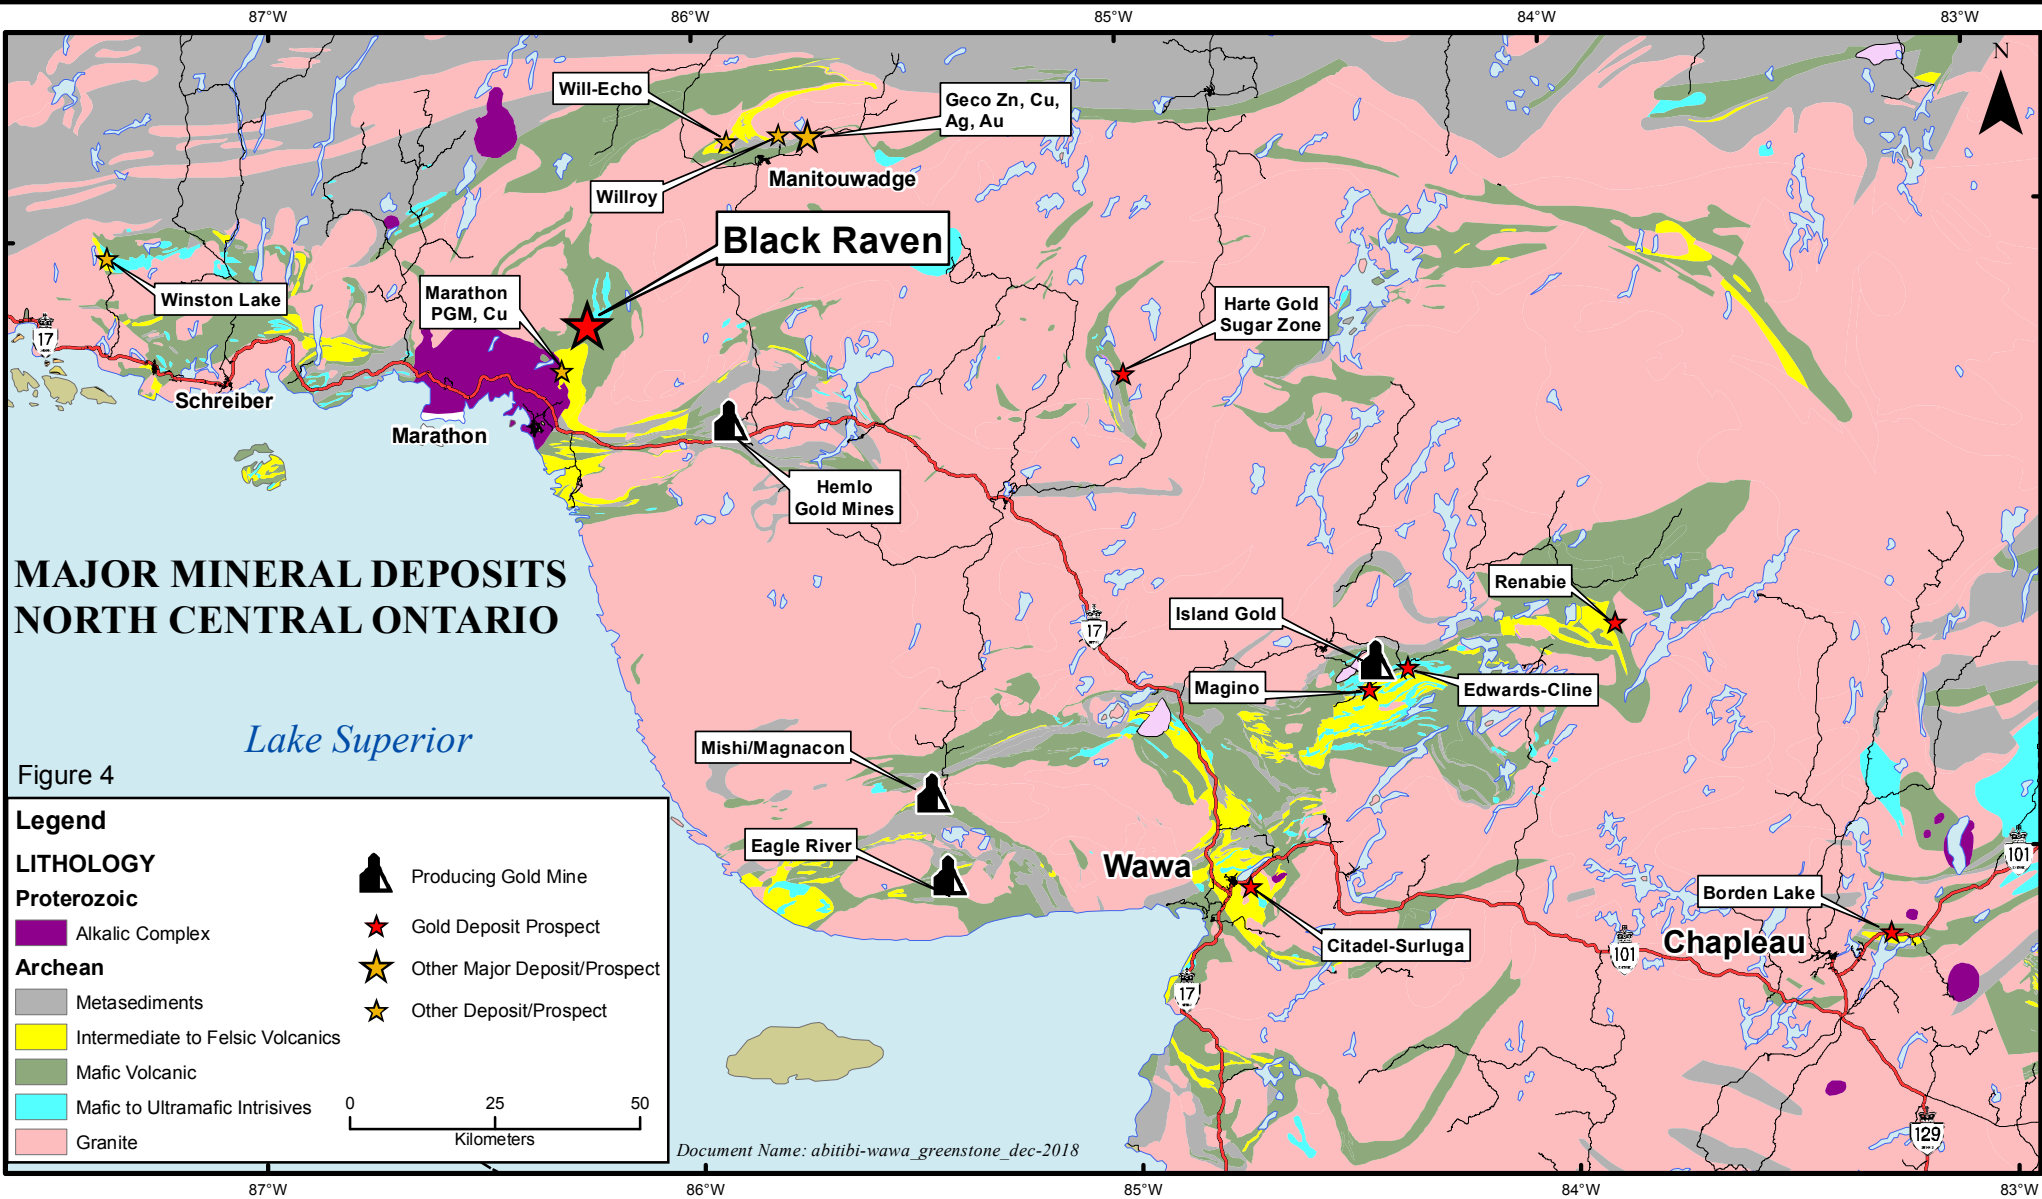 87°W
86°W
85°W
84°W
83°W
N
Will-Echo
Geco Zn, Cu,
Ag, Au
Willroy
Manitouwadge
Black Raven
Winston Lake
Marathon
PGM, Cu
Harte Gold
Sugar Zone
17
Schreiber
Marathon
Hemlo
Gold Mines
MAJOR MINERAL DEPOSITS
NORTH CENTRAL ONTARIO
Renabie
Island Gold
17
Magino
Edwards-Cline
Lake Superior
Mishi/Magnacon
Figure 4
Eagle River
Wawa
101
Borden Lake
Citadel-Surluga
Chapleau
101
17
129
Legend
LITHOLOGY
Proterozoic
Alkalic Complex
Archean
Metasediments
Intermediate to Felsic Volcanics
Mafic Volcanic
Mafic to Ultramafic Intrisives
Granite
Producing Gold Mine
Gold Deposit Prospect
Other Major Deposit/Prospect
Other Deposit/Prospect
0 25 50
Kilometers
Document Name: abitibi-wawa_greenstone_dec-2018
87°W
86°W
85°W
84°W
83°W